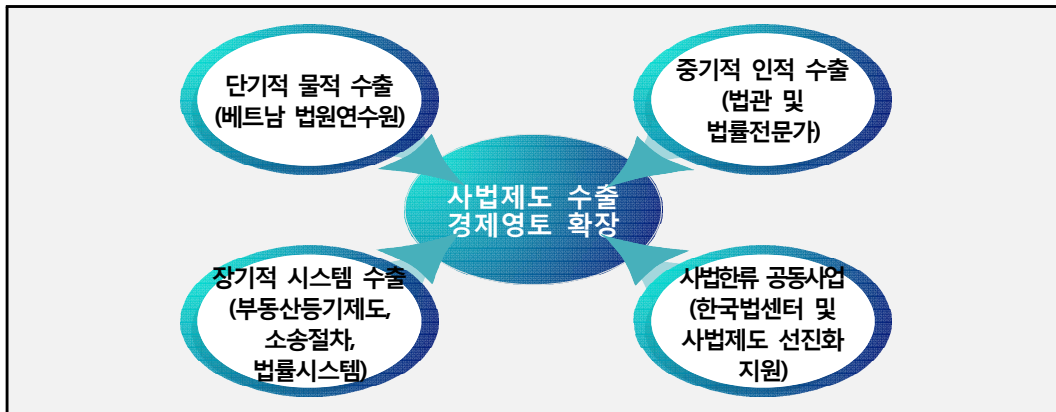 단기적 물적 수출
(베트남 법원연수원)
중기적 인적 수출
(법관 및
법률전문가)
사법제도 수출
경제영토 확장
장기적 시스템 수출
(부동산등기제도,
소송절차,
법률시스템)
사법한류 공동사업
(한국법센터 및
사법제도 선진화
지원)